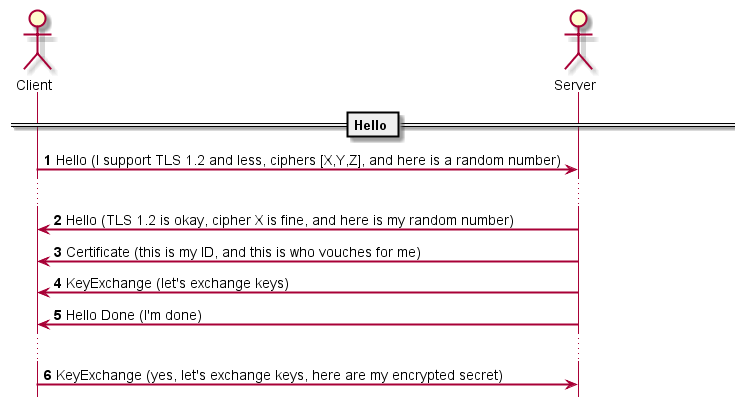 Client
Server
Hello
1 Hello (I support TLS 1.2 and less, ciphers [X,Y,Z], and here is a random number)
2 Hello (TLS 1.2 is okay, cipher X is fine, and here is my random number)
3 Certificate (this is my ID, and this is who vouches for me)
4 KeyExchange (let's exchange keys)
5 Hello Done (I'm done)
6 KeyExchange (yes, let's exchange keys, here are my encrypted secret)